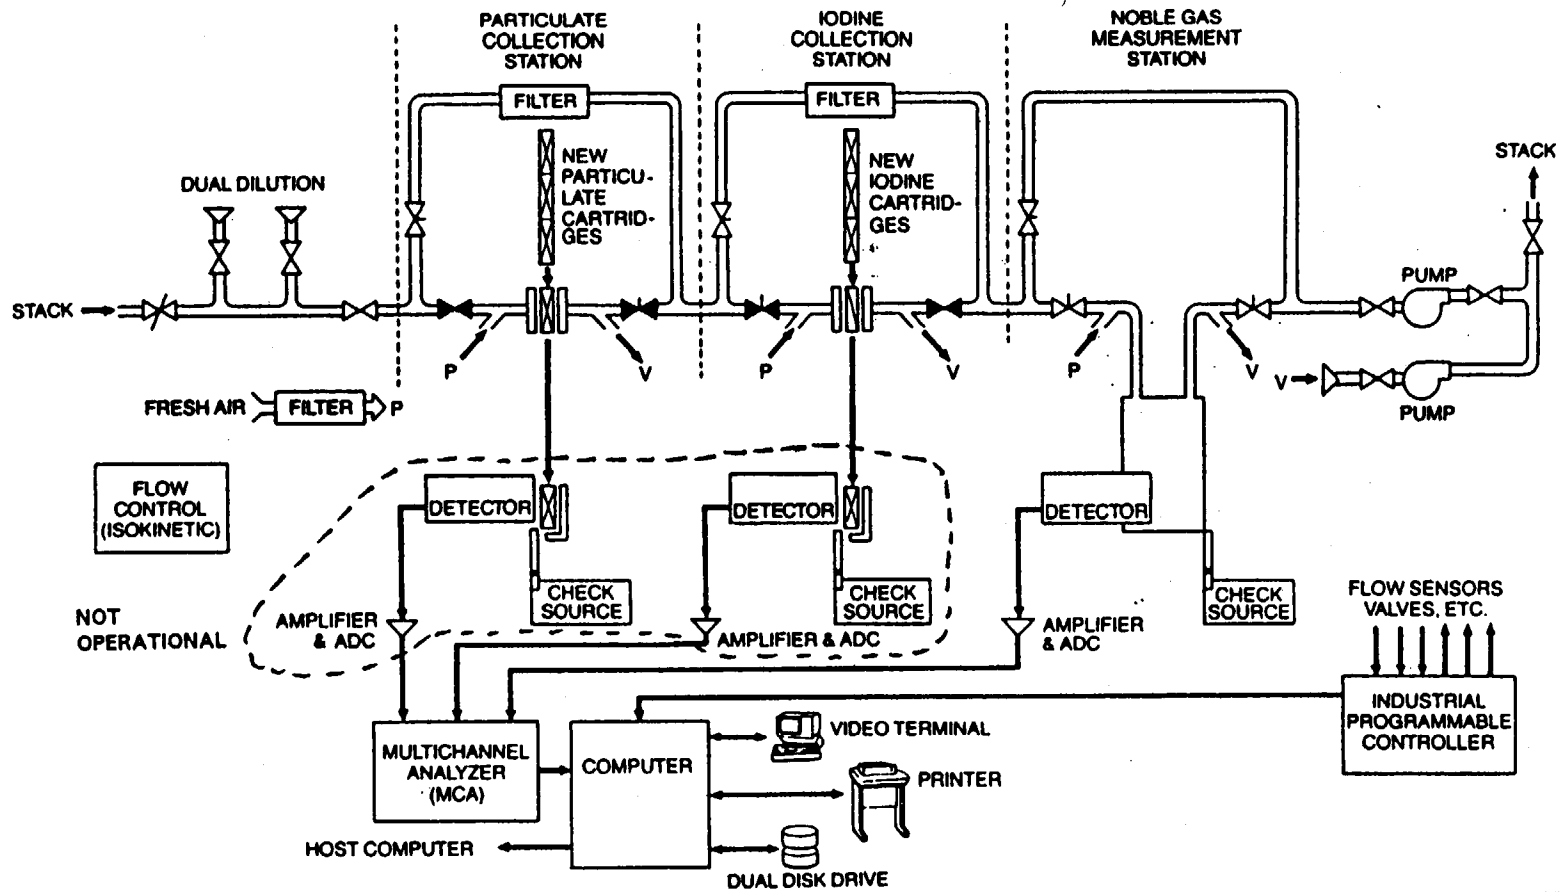 PARTICULATE
COLLECTION
STATION
IODINE
COLLECTION
STATION
NOBLE GAS
MEASUREMENT
STATION
FILTER
FILTER
NEW
PARTICU-
LATE
CARTRID-
GES
NEW
IODINE
CARTRID-
GES
STACK
DUAL DILUTION
STACK
PUMP
P
V
P
V
P
V
V
PUMP
FRESH AIR
FILTER
P
FLOW
CONTROL
(ISOKINETIC)
DETECTOR
DETECTOR
DETECTOR
CHECK
SOURCE
CHECK
SOURCE
CHECK
SOURCE
NOT
OPERATIONAL
AMPLIFIER
& ADC
AMPLIFIER & ADC
AMPLIFIER
& ADC
FLOW SENSORS
VALVES, ETC.
INDUSTRIAL
PROGRAMMABLE
CONTROLLER
MULTICHANNEL
ANALYZER
(MCA)
COMPUTER
VIDEO TERMINAL
PRINTER
HOST COMPUTER
DUAL DISK DRIVE